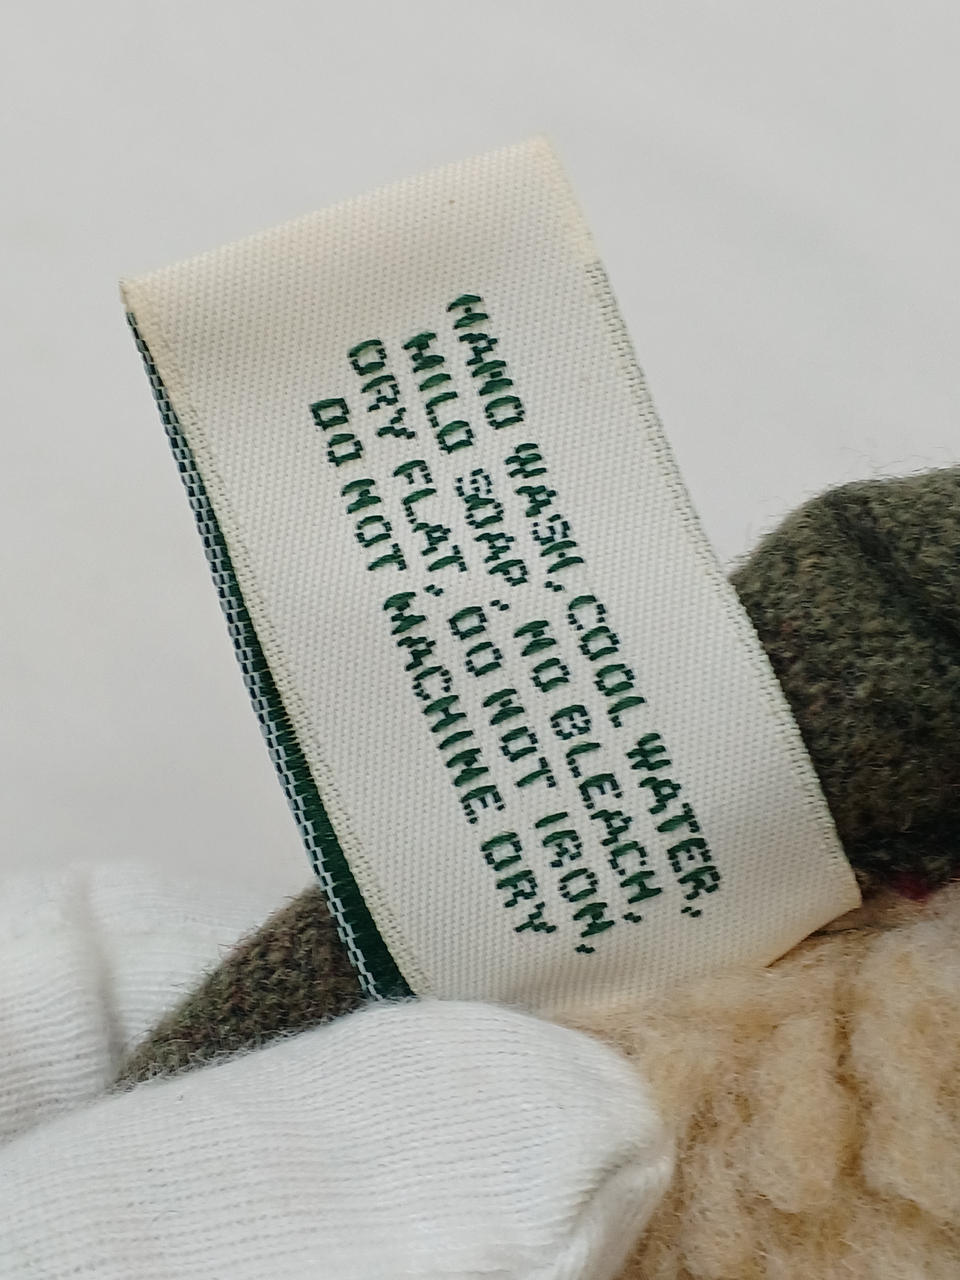 HAND WASH, COOL WATER,
MILD SOAP, NO BLEACH,
DRY FLAT, DO NOT IRON,
DO NOT MACHINE DRY